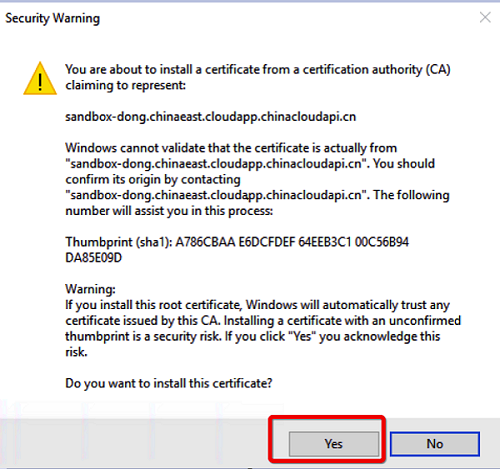 Security Warning
You are about to install a certificate from a certification authority (CA)
claiming to represent:
sandbox-dong.chinaeast.cloudapp.chinacloudapi.cn
Windows cannot validate that the certificate is actually from
"sandbox-dong.chinaeast.cloudapp.chinacloudapi.cn". You should
confirm its origin by contacting
"sandbox-dong.chinaeast.cloudapp.chinacloudapi.cn". The following
number will assist you in this process:
Thumbprint (sha1): A786CBAA E6DCFDEF 64EEB3C1 00C56B94
DA85E09D
Warning:
If you install this root certificate, Windows will automatically trust any
certificate issued by this CA. Installing a certificate with an unconfirmed
thumbprint is a security risk. If you click "Yes" you acknowledge this
risk.
Do you want to install this certificate?
Yes
No